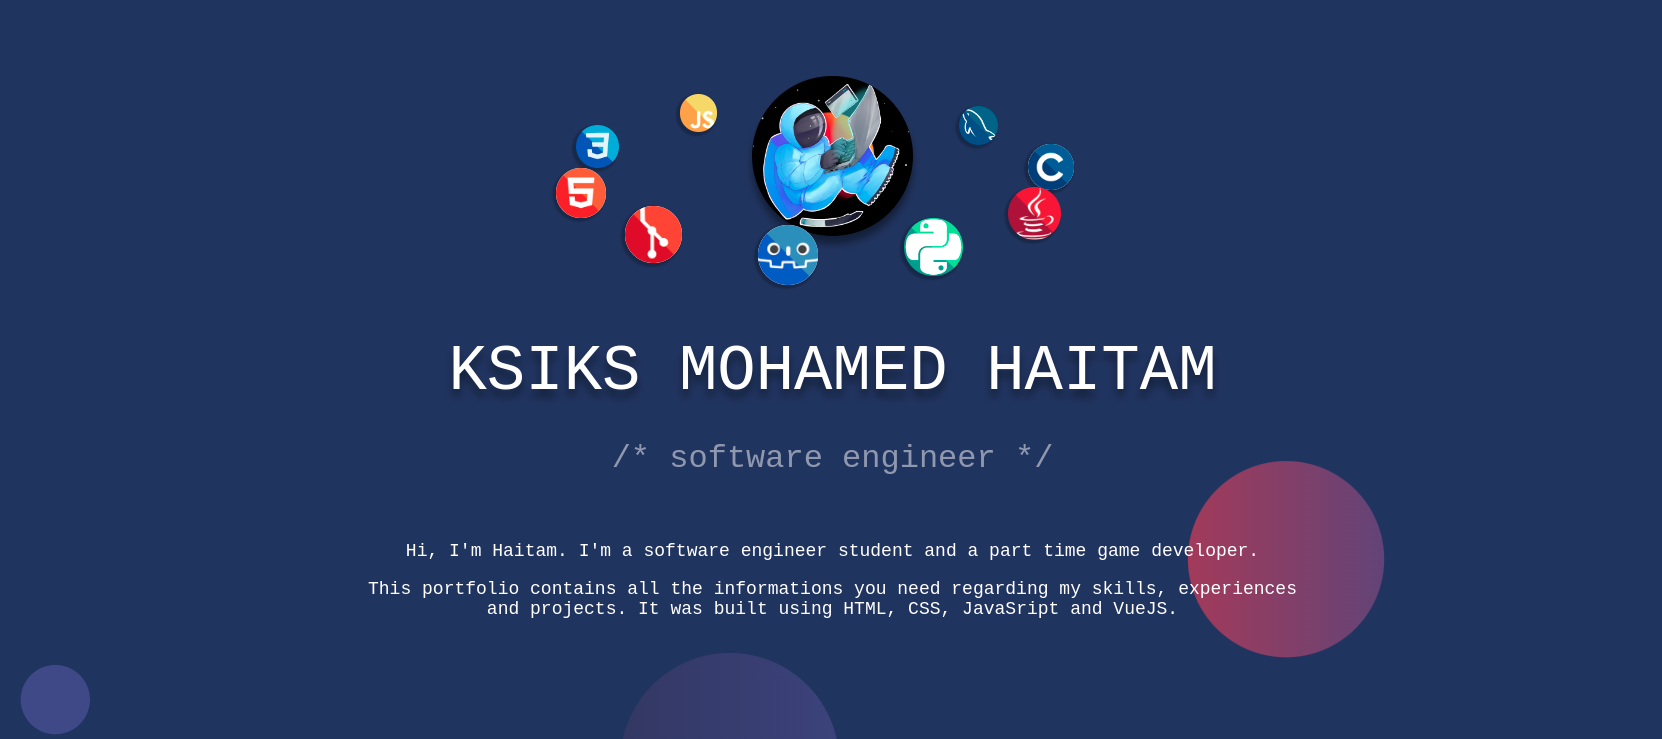 JS
3
5
C
KSIKS MOHAMED HAITAM
/* software engineer */
Hi, I'm Haitam. I'm a software engineer student and a part time game developer.
This portfolio contains all the informations you need regarding my skills, experiences
and projects. It was built using HTML, CSS, JavaSript and VueJS.